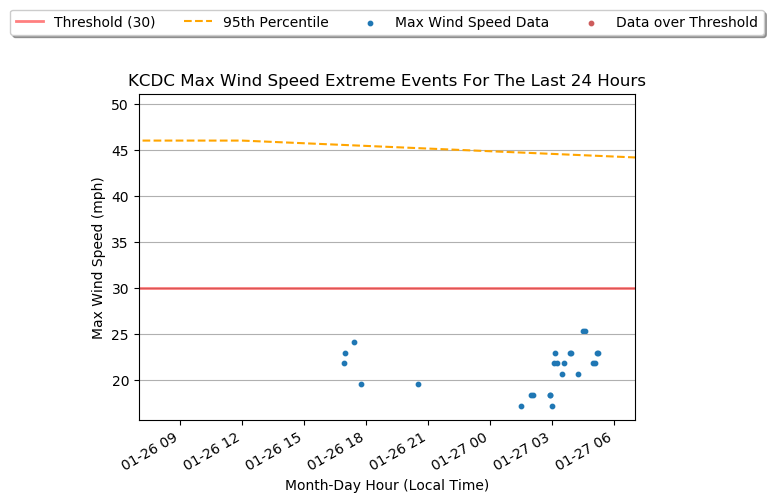 Threshold (30) 95th Percentile Max Wind Speed Data Data over Threshold
KCDC Max Wind Speed Extreme Events For The Last 24 Hours
50
45
40
35
30
25
20
Max Wind Speed (mph)
01-26 09 01-26 12 01-26 15 01-26 18 01-26 21 01-27 00 01-27 03 01-27 06
Month-Day Hour (Local Time)